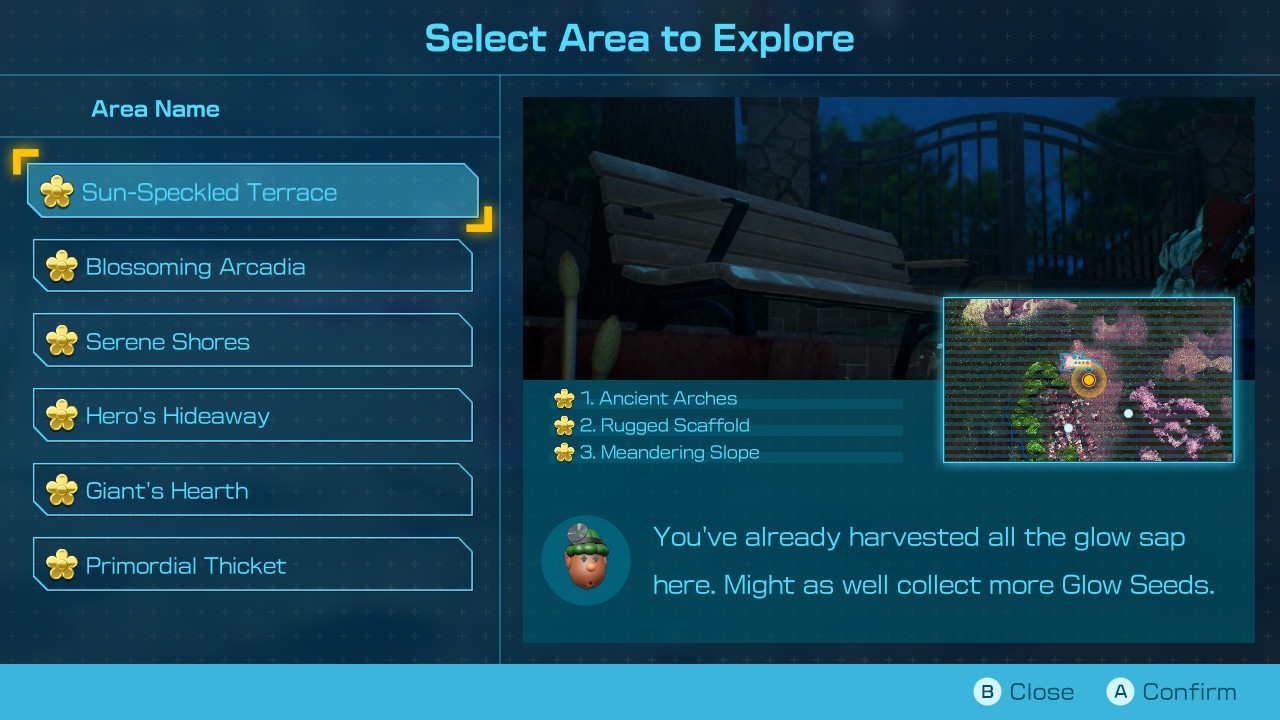 Select Area to Explore
Area Name
Sun-Speckled Terrace
Blossoming Arcadia
Serene Shores
Hero's Hideaway
Giant's Hearth
Primordial Thicket
1. Ancient Arches
2. Rugged Scaffold
3. Meandering Slope
You've already harvested all the glow sap
here. Might as well collect more Glow Seeds.
B Close A Confirm